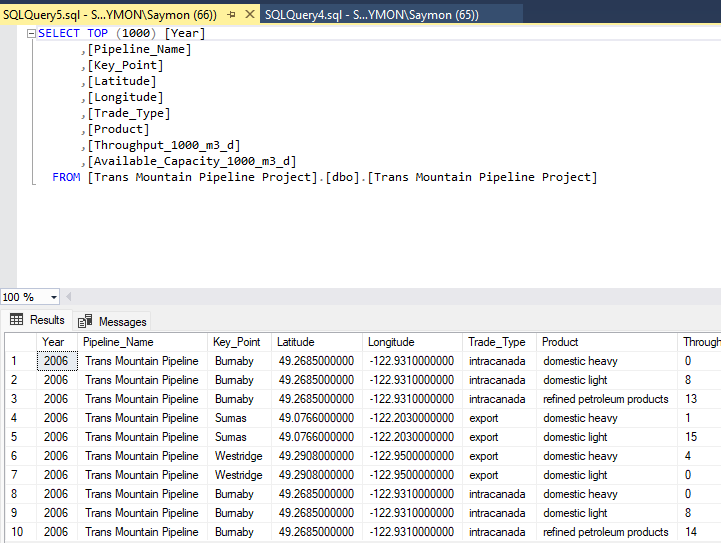 SQLQuery5.sql - S...YMON\Saymon (66))* SQLQuery4.sql - S...YMON\Saymon (65))
SELECT TOP (1000) [Year]
,[Pipeline_Name]
,[Key_Point]
,[Latitude]
,[Longitude]
,[Trade_Type]
,[Product]
,[Throughput_1000_m3_d]
,[Available_Capacity_1000_m3_d]
FROM [Trans Mountain Pipeline Project].[dbo].[Trans Mountain Pipeline Project]
100 %
Results Messages
Year Pipeline_Name Key_Point Latitude Longitude Trade_Type Product Through
1 2006 Trans Mountain Pipeline Burnaby 49.2685000000 -122.9310000000 intracanada domestic heavy 0
2 2006 Trans Mountain Pipeline Burnaby 49.2685000000 -122.9310000000 intracanada domestic light 8
3 2006 Trans Mountain Pipeline Burnaby 49.2685000000 -122.9310000000 intracanada refined petroleum products 13
4 2006 Trans Mountain Pipeline Sumas 49.0766000000 -122.2030000000 export domestic heavy 1
5 2006 Trans Mountain Pipeline Sumas 49.0766000000 -122.2030000000 export domestic light 15
6 2006 Trans Mountain Pipeline Westridge 49.2908000000 -122.9500000000 export domestic heavy 4
7 2006 Trans Mountain Pipeline Westridge 49.2908000000 -122.9500000000 export domestic light 0
8 2006 Trans Mountain Pipeline Burnaby 49.2685000000 -122.9310000000 intracanada domestic heavy 0
9 2006 Trans Mountain Pipeline Burnaby 49.2685000000 -122.9310000000 intracanada domestic light 8
10 2006 Trans Mountain Pipeline Burnaby 49.2685000000 -122.9310000000 intracanada refined petroleum products 14